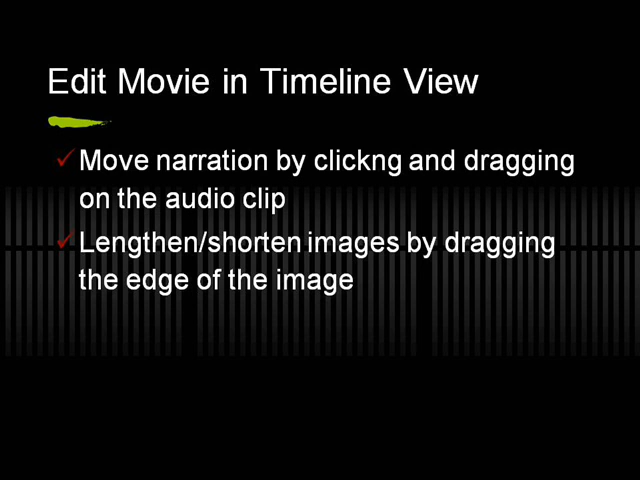 Edit Movie in Timeline View
Move narration by clickng and dragging
on the audio clip
Lengthen/shorten images by dragging
the edge of the image